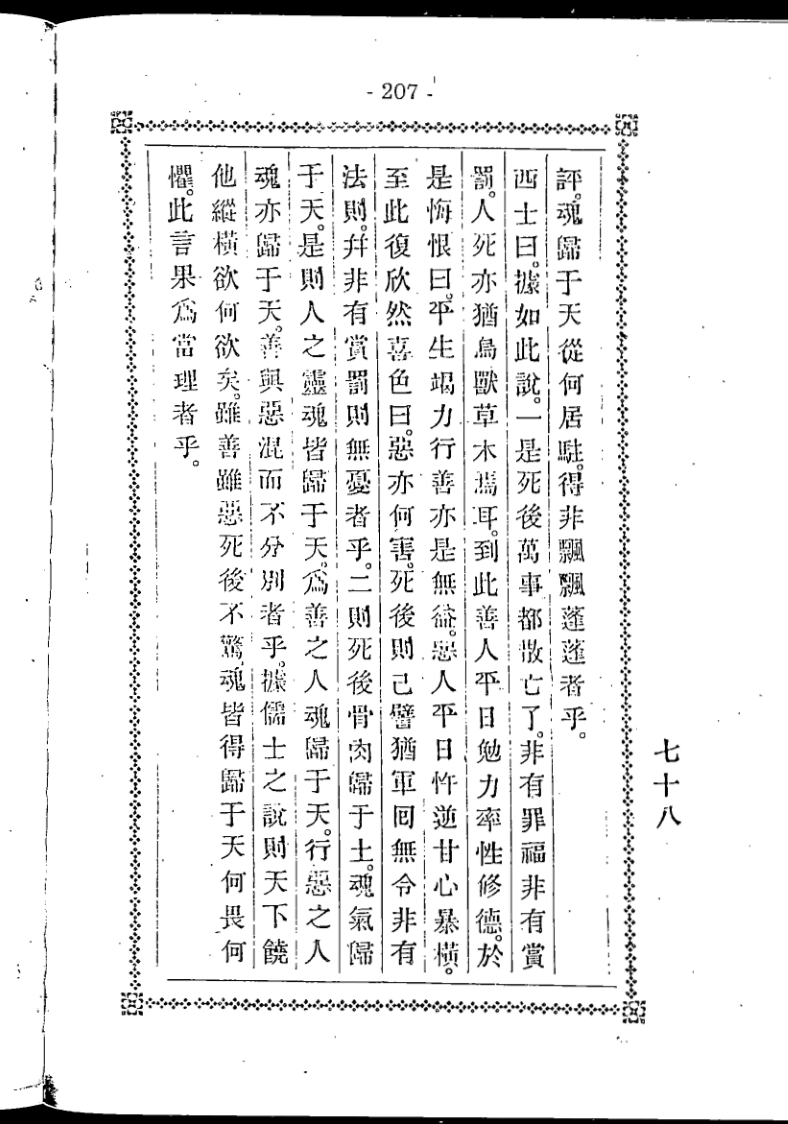 - 207 -
評。魂歸于天從何居駐。得非飄飄蓬蓬者乎。
西士曰。據如此說。一是死後萬事都散亡了。非有罪福非有賞
罰。人死亦猶鳥獸草木焉耳。到此善人平日勉力率性修德。於
是悔恨曰。平生竭力行善亦是無益。惡人平日忤逆甘心暴橫。
至此復欣然喜色曰。惡亦何害。死後則已譬猶軍回無令非有
法則。幷非有賞罰則無憂者乎。二則死後骨肉歸于土。魂氣歸
于天。是則人之靈魂皆歸于天。爲善之人魂歸于天。行惡之人
魂亦歸于天。善與惡混而不分別者乎。據儒士之說則天下饒
他縱橫欲何欲矣。雖善雖惡死後不驚。魂皆得歸于天何畏何
懼。此言果爲當理者乎。
七十八